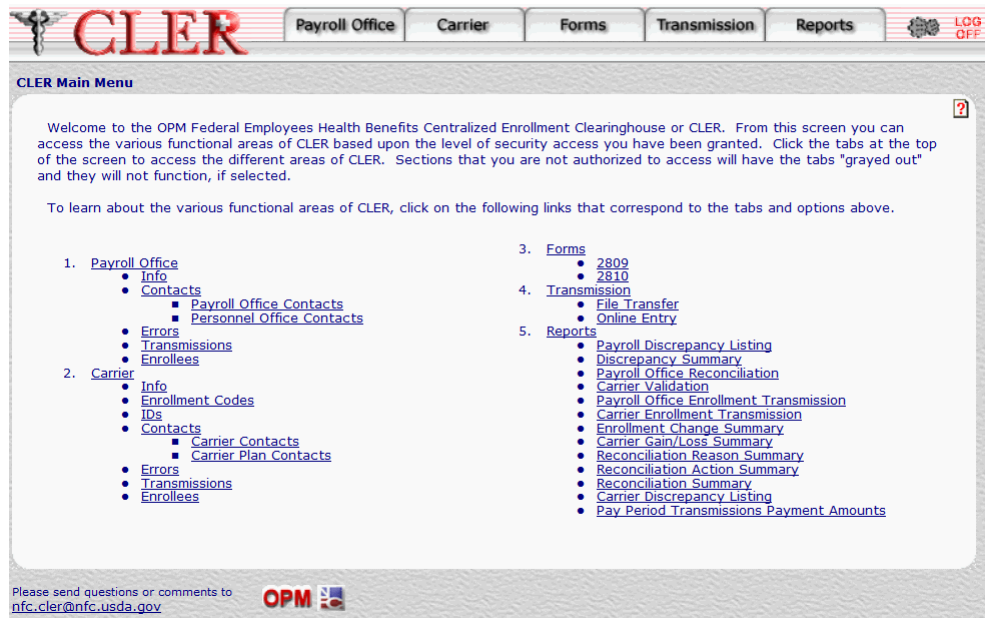 CLER
Payroll Office
Carrier
Forms
Transmission
Reports
LOG
OFF
CLER Main Menu
?
Welcome to the OPM Federal Employees Health Benefits Centralized Enrollment Clearinghouse or CLER. From this screen you can
access the various functional areas of CLER based upon the level of security access you have been granted. Click the tabs at the top
of the screen to access the different areas of CLER. Sections that you are not authorized to access will have the tabs "grayed out"
and they will not function, if selected.
To learn about the various functional areas of CLER, click on the following links that correspond to the tabs and options above.
1. Payroll Office
• Info
• Contacts
▪ Payroll Office Contacts
▪ Personnel Office Contacts
• Errors
• Transmissions
• Enrollees
2. Carrier
• Info
• Enrollment Codes
• IDs
• Contacts
▪ Carrier Contacts
▪ Carrier Plan Contacts
• Errors
• Transmissions
• Enrollees
3. Forms
• 2809
• 2810
4. Transmission
• File Transfer
• Online Entry
5. Reports
• Payroll Discrepancy Listing
• Discrepancy Summary
• Payroll Office Reconciliation
• Carrier Validation
• Payroll Office Enrollment Transmission
• Carrier Enrollment Transmission
• Enrollment Change Summary
• Carrier Gain/Loss Summary
• Reconciliation Reason Summary
• Reconciliation Action Summary
• Reconciliation Summary
• Carrier Discrepancy Listing
• Pay Period Transmissions Payment Amounts
Please send questions or comments to
nfc.cler@nfc.usda.gov
OPM